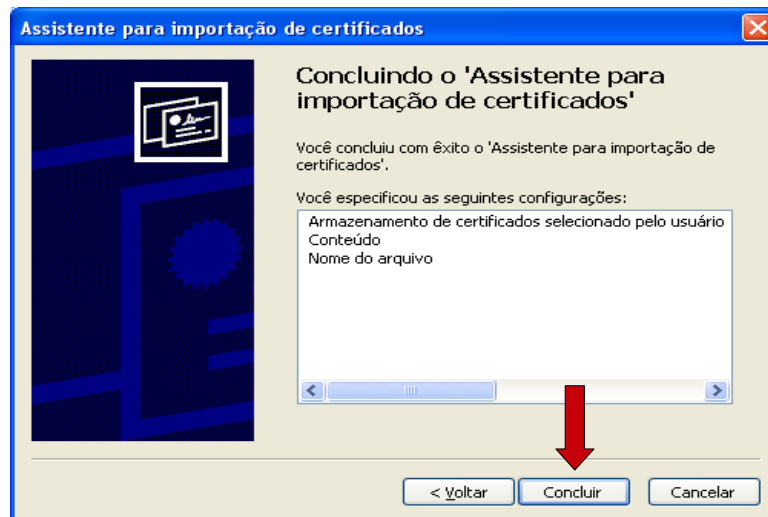 Assistente para importação de certificados
Concluindo o 'Assistente para
importação de certificados'
Você concluiu com êxito o 'Assistente para importação de
certificados'.
Você especificou as seguintes configurações:
Armazenamento de certificados selecionado pelo usuário
Conteúdo
Nome do arquivo
< Voltar
Concluir
Cancelar